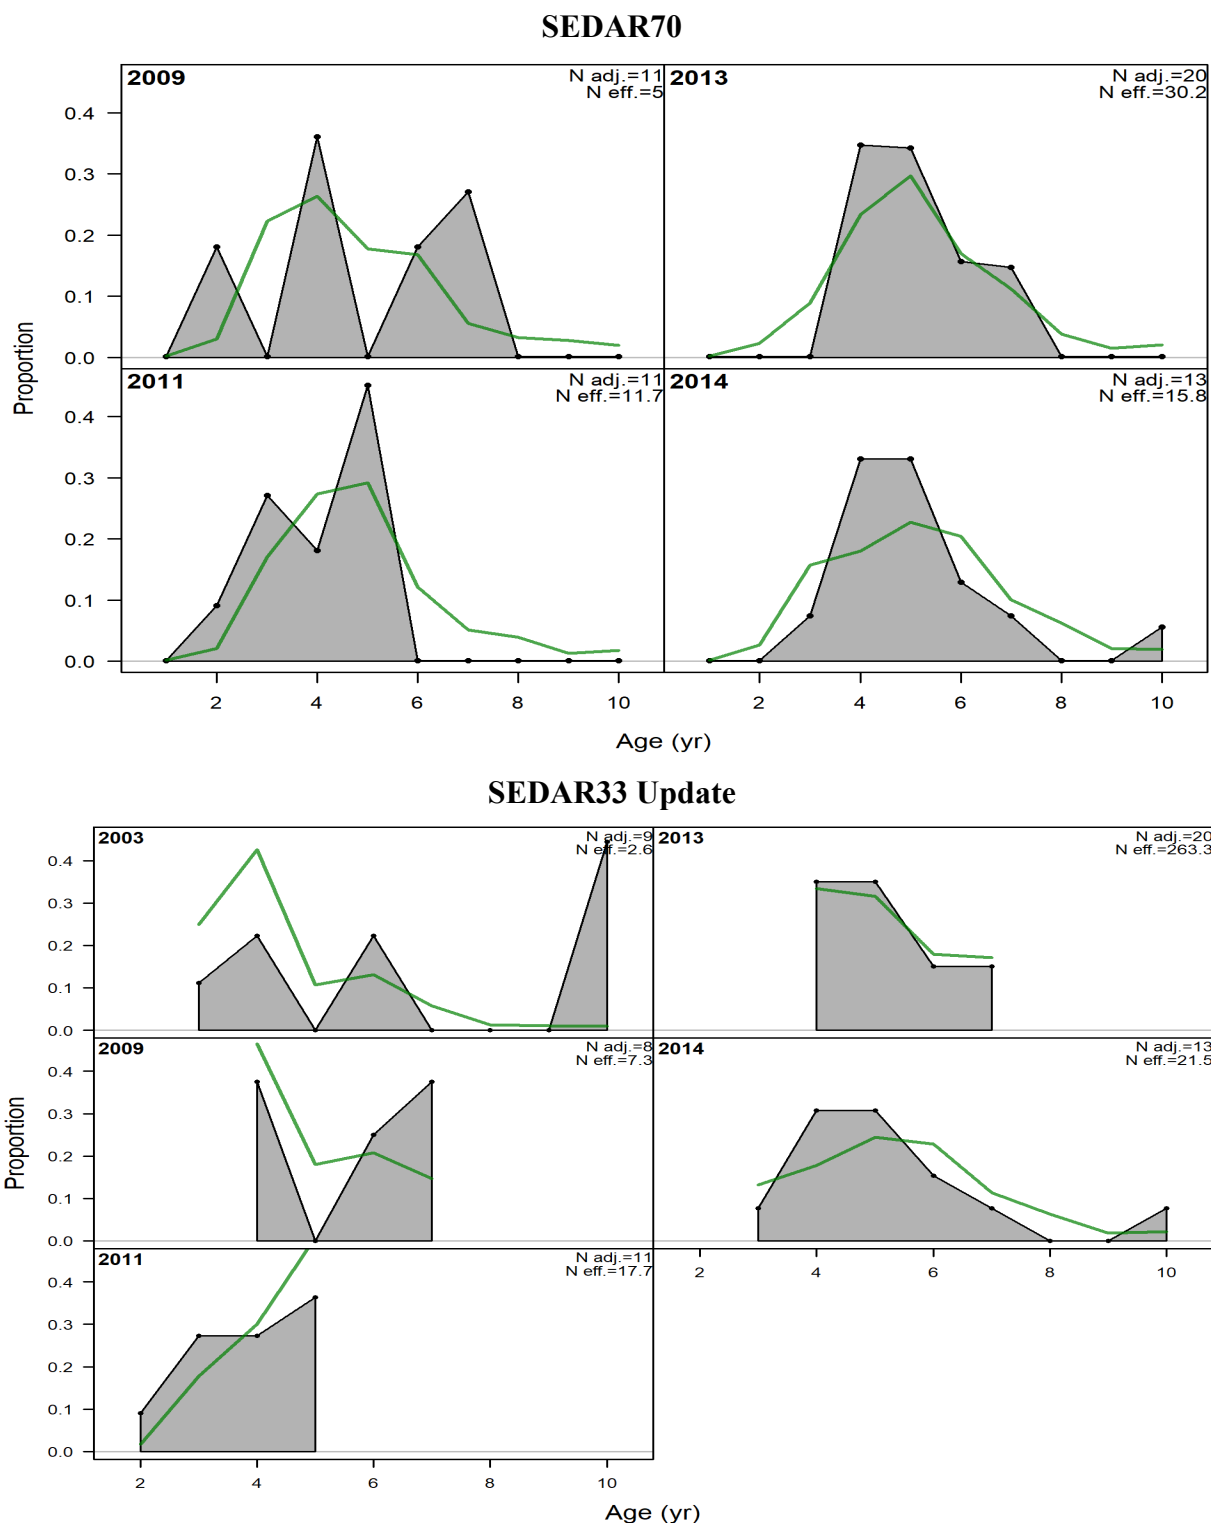 SEDAR70
2009
N adj.=11
N eff.=5
2013
N adj.=20
N eff.=30.2
0.4
0.3
0.2
0.1
0.0
2011
N adj.=11
N eff.=11.7
2014
N adj.=13
N eff.=15.8
0.4
0.3
0.2
0.1
0.0
Proportion
2 4 6 8 10
2 4 6 8 10
Age (yr)
SEDAR33 Update
2003
N adj.=9
N eff.=2.6
2013
N adj.=20
N eff.=263.3
0.4
0.3
0.2
0.1
0.0
2009
N adj.=8
N eff.=7.3
2014
N adj.=13
N eff.=21.5
0.4
0.3
0.2
0.1
0.0
Proportion
2 4 6 8 10
2011
N adj.=11
N eff.=17.7
0.4
0.3
0.2
0.1
0.0
2 4 6 8 10
Age (yr)